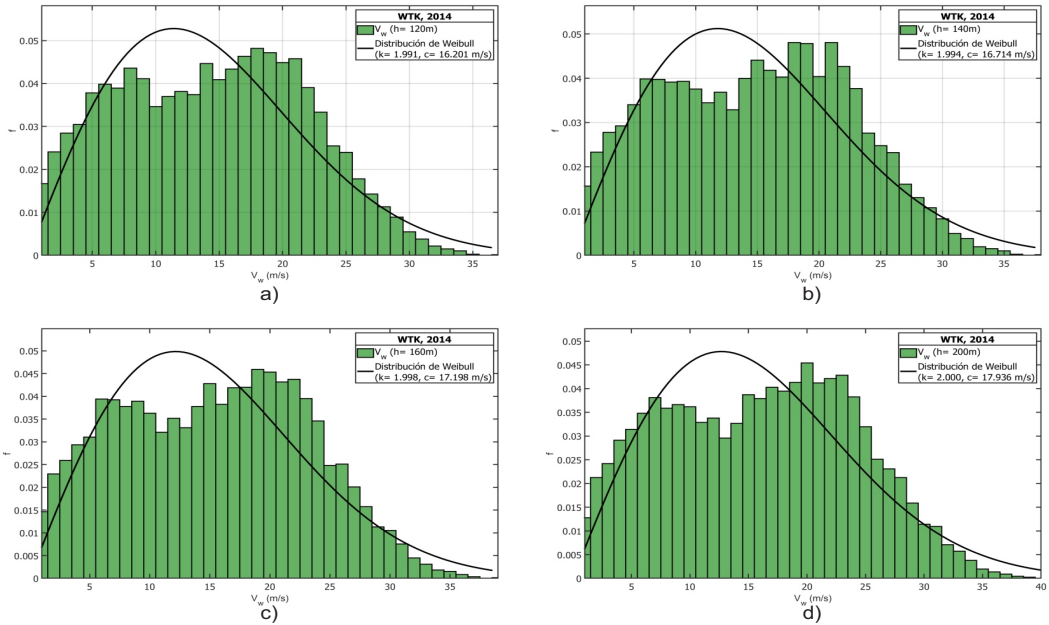 WTK, 2014
V_w (h= 120m)
Distribución de Weibull
(k= 1.991, c= 16.201 m/s)
0.05
0.04
0.03
0.02
0.01
0
f
5 10 15 20 25 30 35
V_w (m/s)
a)
WTK, 2014
V_w (h= 140m)
Distribución de Weibull
(k= 1.994, c= 16.714 m/s)
0.05
0.04
0.03
0.02
0.01
0
f
5 10 15 20 25 30 35
V_w (m/s)
b)
WTK, 2014
V_w (h= 160m)
Distribución de Weibull
(k= 1.998, c= 17.198 m/s)
0.05
0.045
0.04
0.035
0.03
0.025
0.02
0.015
0.01
0.005
0
f
5 10 15 20 25 30 35
V_w (m/s)
c)
WTK, 2014
V_w (h= 200m)
Distribución de Weibull
(k= 2.000, c= 17.936 m/s)
0.05
0.045
0.04
0.035
0.03
0.025
0.02
0.015
0.01
0.005
0
f
5 10 15 20 25 30 35 40
V_w (m/s)
d)